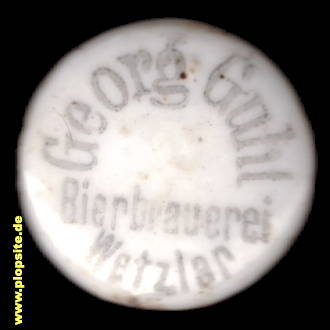 Georg Guhl
Bierbrauerei
Wetzlar
www.plopsite.de